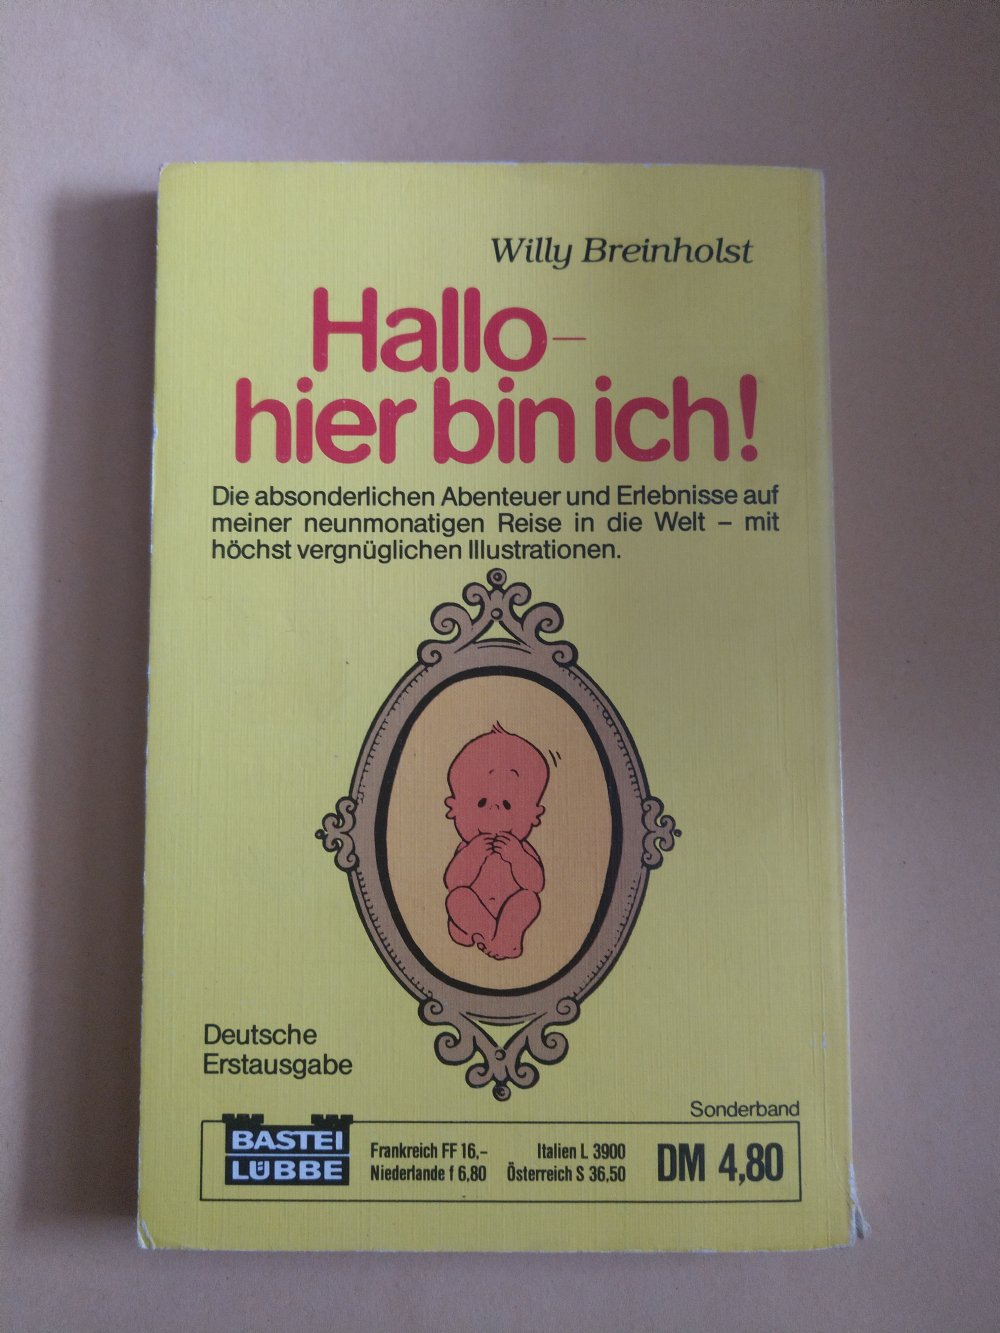 Willy Breinholst
Hallo–
hier bin ich!
Die absonderlichen Abenteuer und Erlebnisse auf
meiner neunmonatigen Reise in die Welt – mit
höchst vergnüglichen Illustrationen.
Deutsche
Erstausgabe
Sonderband
BASTEI
LÜBBE
Frankreich FF 16,–
Niederlande f 6,80
Italien L 3900
Österreich S 36,50
DM 4,80